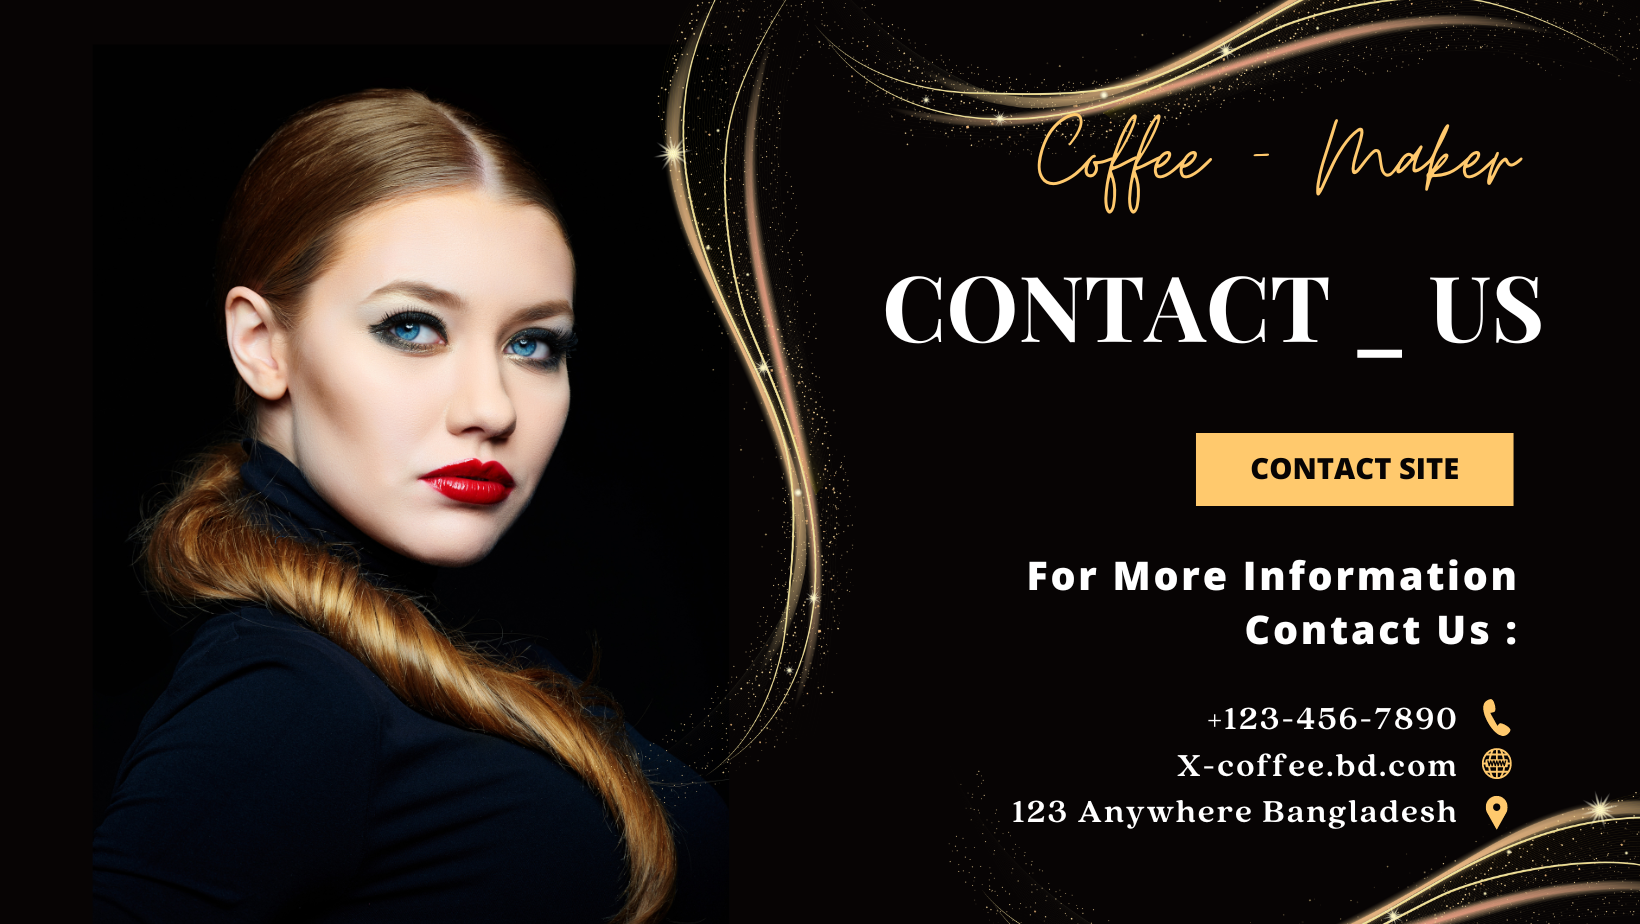 Coffee - Maker
CONTACT _ US
CONTACT SITE
For More Information
Contact Us :
+123-456-7890
X-coffee.bd.com
123 Anywhere Bangladesh